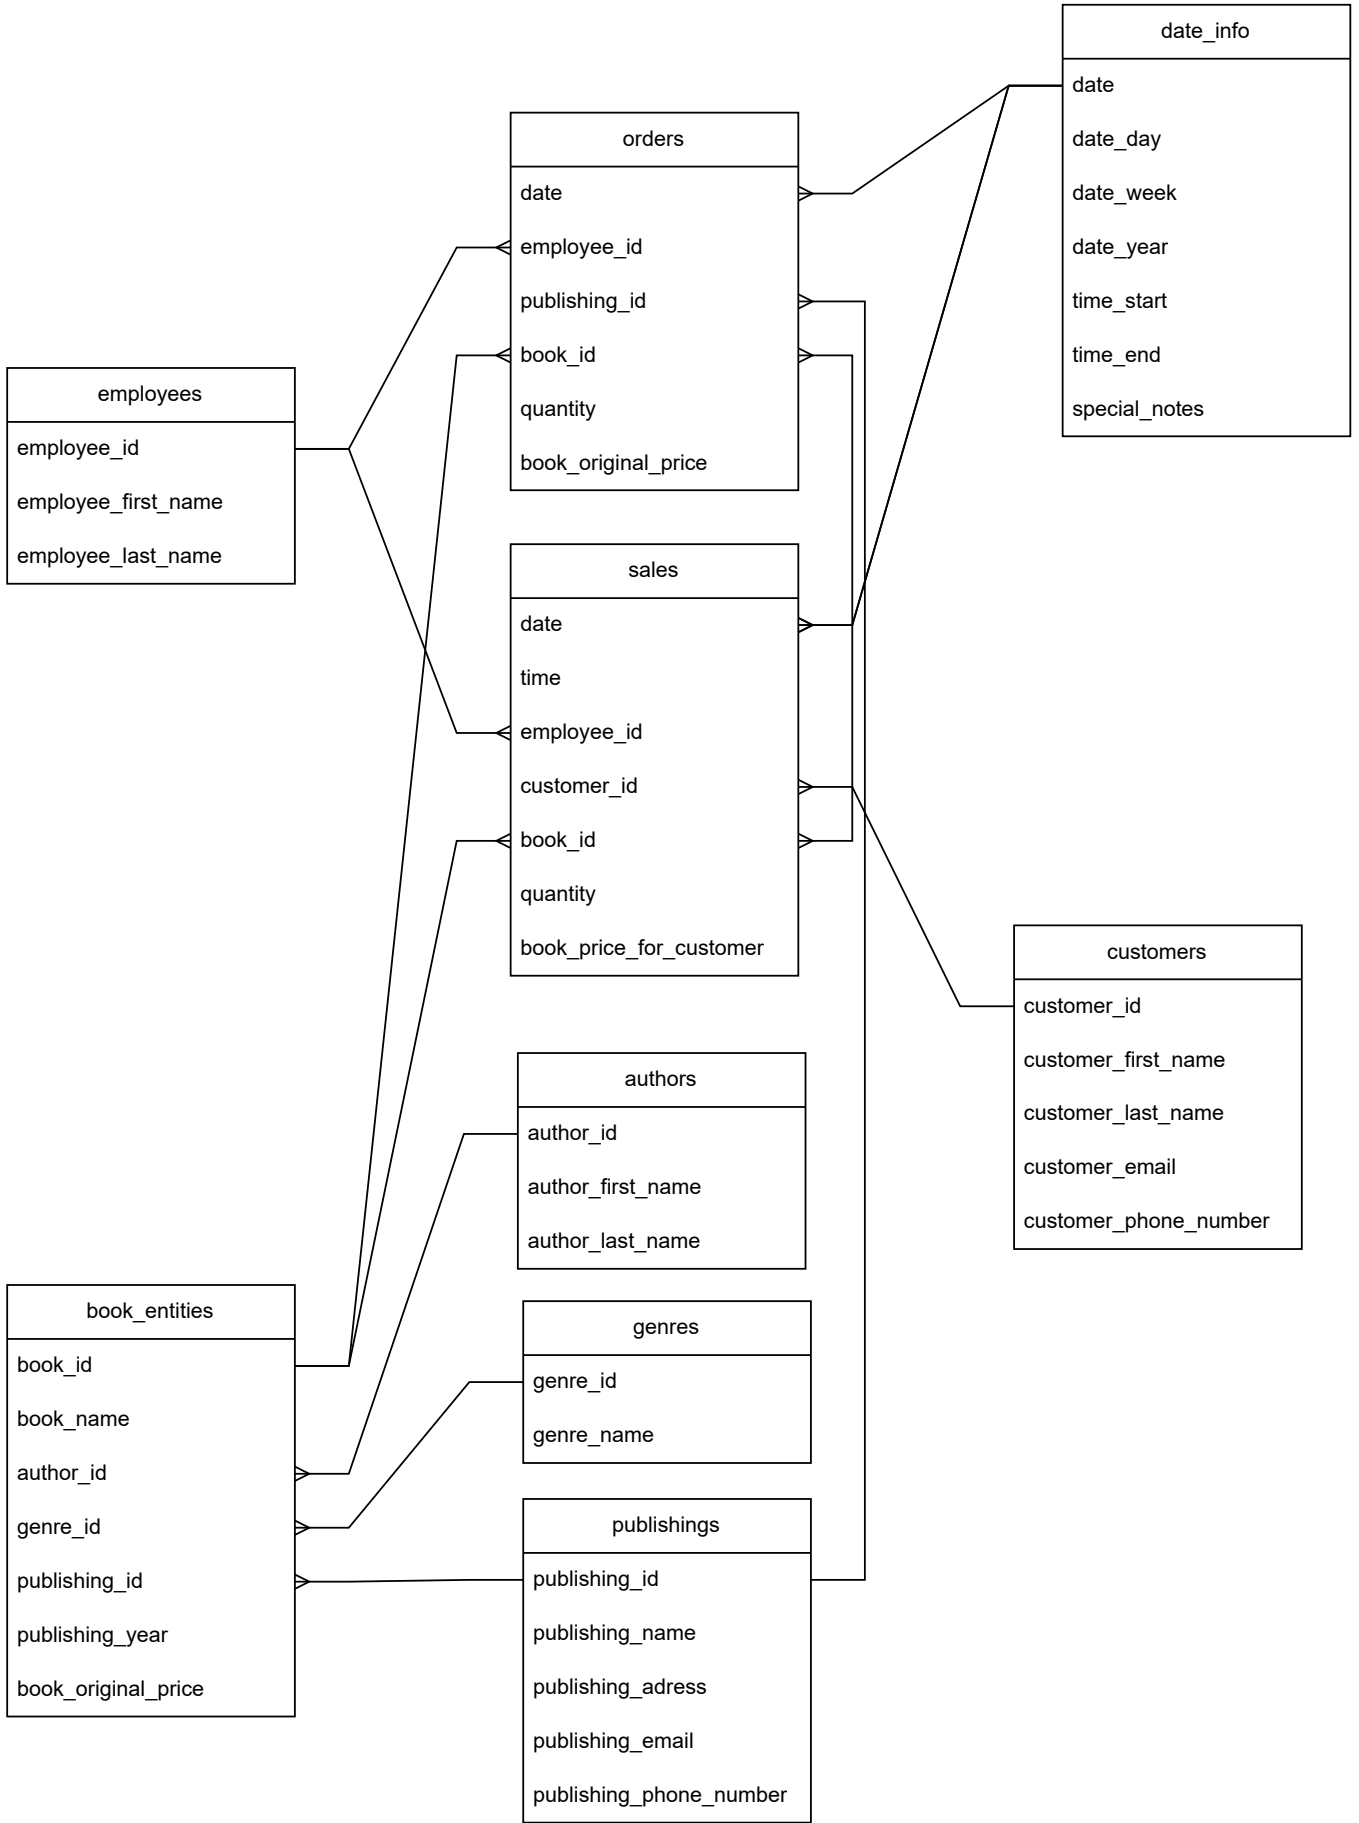 date_info
date
date_day
date_week
date_year
time_start
time_end
special_notes
orders
date
employee_id
publishing_id
book_id
quantity
book_original_price
employees
employee_id
employee_first_name
employee_last_name
sales
date
time
employee_id
customer_id
book_id
quantity
book_price_for_customer
customers
customer_id
customer_first_name
customer_last_name
customer_email
customer_phone_number
authors
author_id
author_first_name
author_last_name
book_entities
book_id
book_name
author_id
genre_id
publishing_id
publishing_year
book_original_price
genres
genre_id
genre_name
publishings
publishing_id
publishing_name
publishing_adress
publishing_email
publishing_phone_number